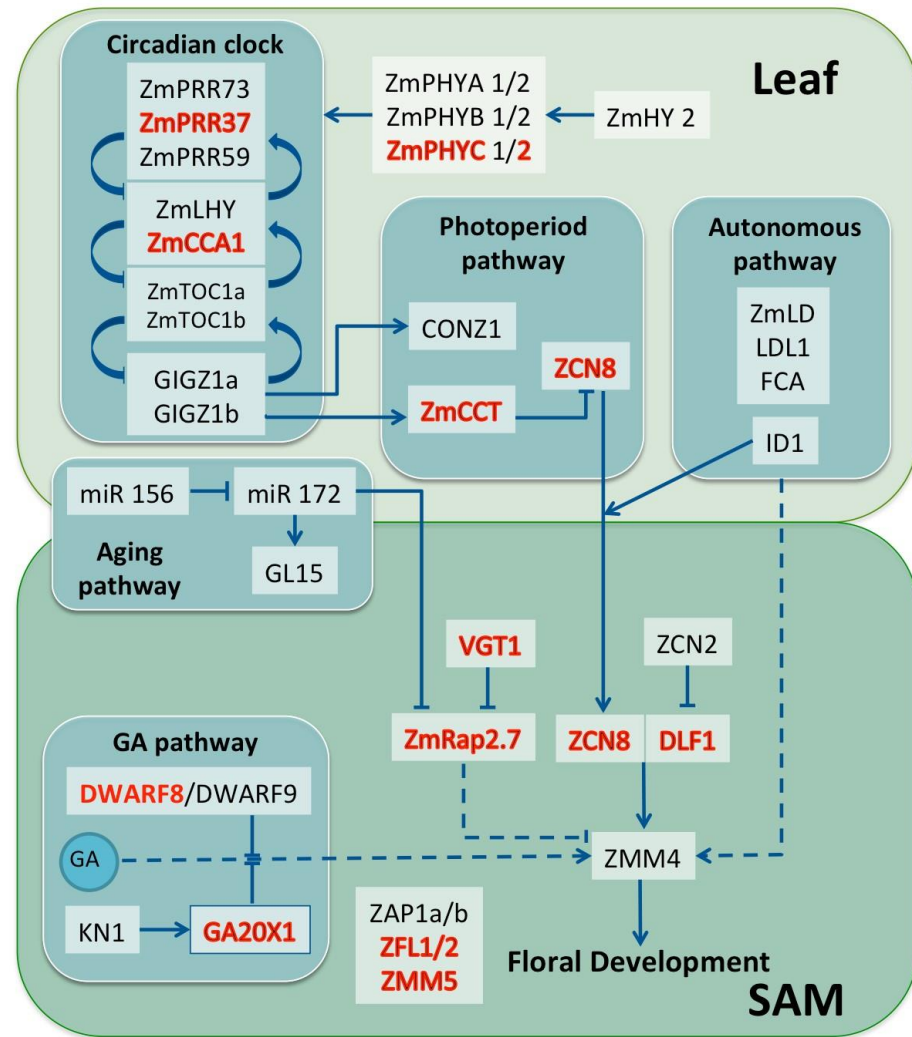 Leaf
Circadian clock
ZmPRR73
ZmPRR37
ZmPRR59
ZmLHY
ZmCCA1
ZmTOC1a
ZmTOC1b
GIGZ1a
GIGZ1b
ZmPHYA 1/2
ZmPHYB 1/2
ZmPHYC 1/2
ZmHY 2
Photoperiod
pathway
CONZ1
ZCN8
ZmCCT
Autonomous
pathway
ZmLD
LDL1
FCA
ID1
miR 156
miR 172
Aging
pathway
GL15
VGT1
ZCN2
ZmRap2.7
ZCN8
DLF1
GA pathway
DWARF8/DWARF9
GA
KN1
GA20X1
ZMM4
ZAP1a/b
ZFL1/2
ZMM5
Floral Development
SAM